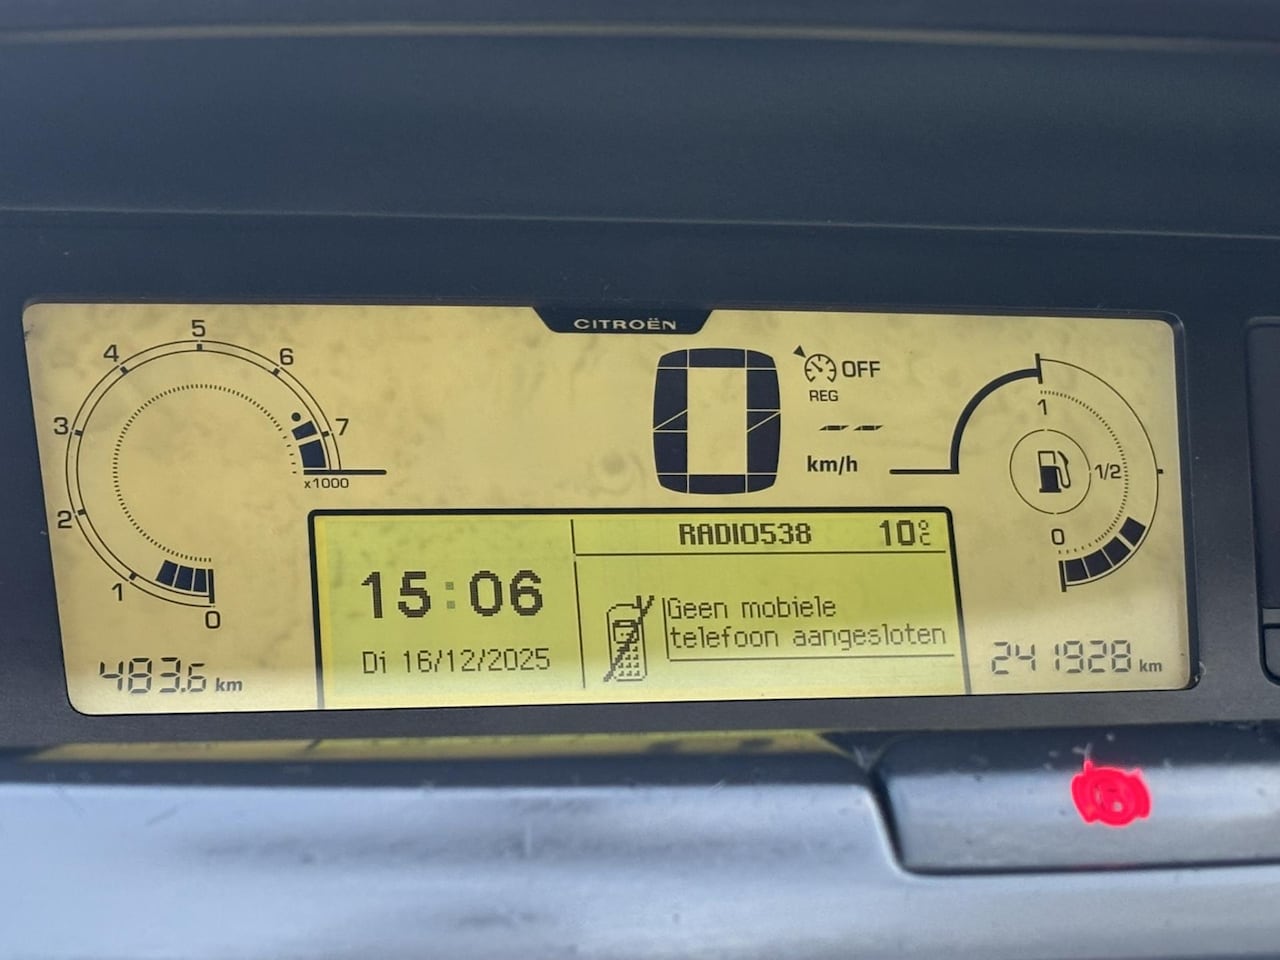 CITROËN
5
4
6
3
7
2
x1000
1
0
483.6 km
0
OFF
REG
-- --
km/h
1
1/2
0
RADIO538 10°C
15:06
Geen mobiele
telefoon aangesloten
Di 16/12/2025
241928 km